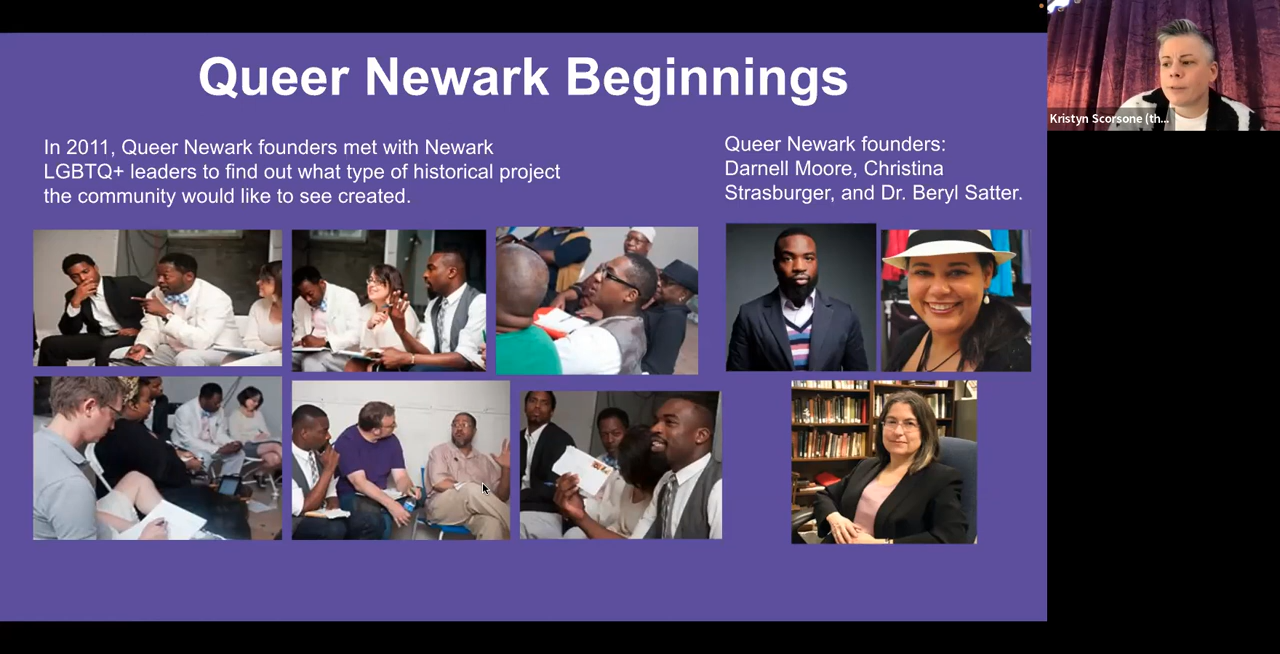 Queer Newark Beginnings
In 2011, Queer Newark founders met with Newark
LGBTQ+ leaders to find out what type of historical project
the community would like to see created.
Queer Newark founders:
Darnell Moore, Christina
Strasburger, and Dr. Beryl Satter.
Kristyn Scorsone (th...